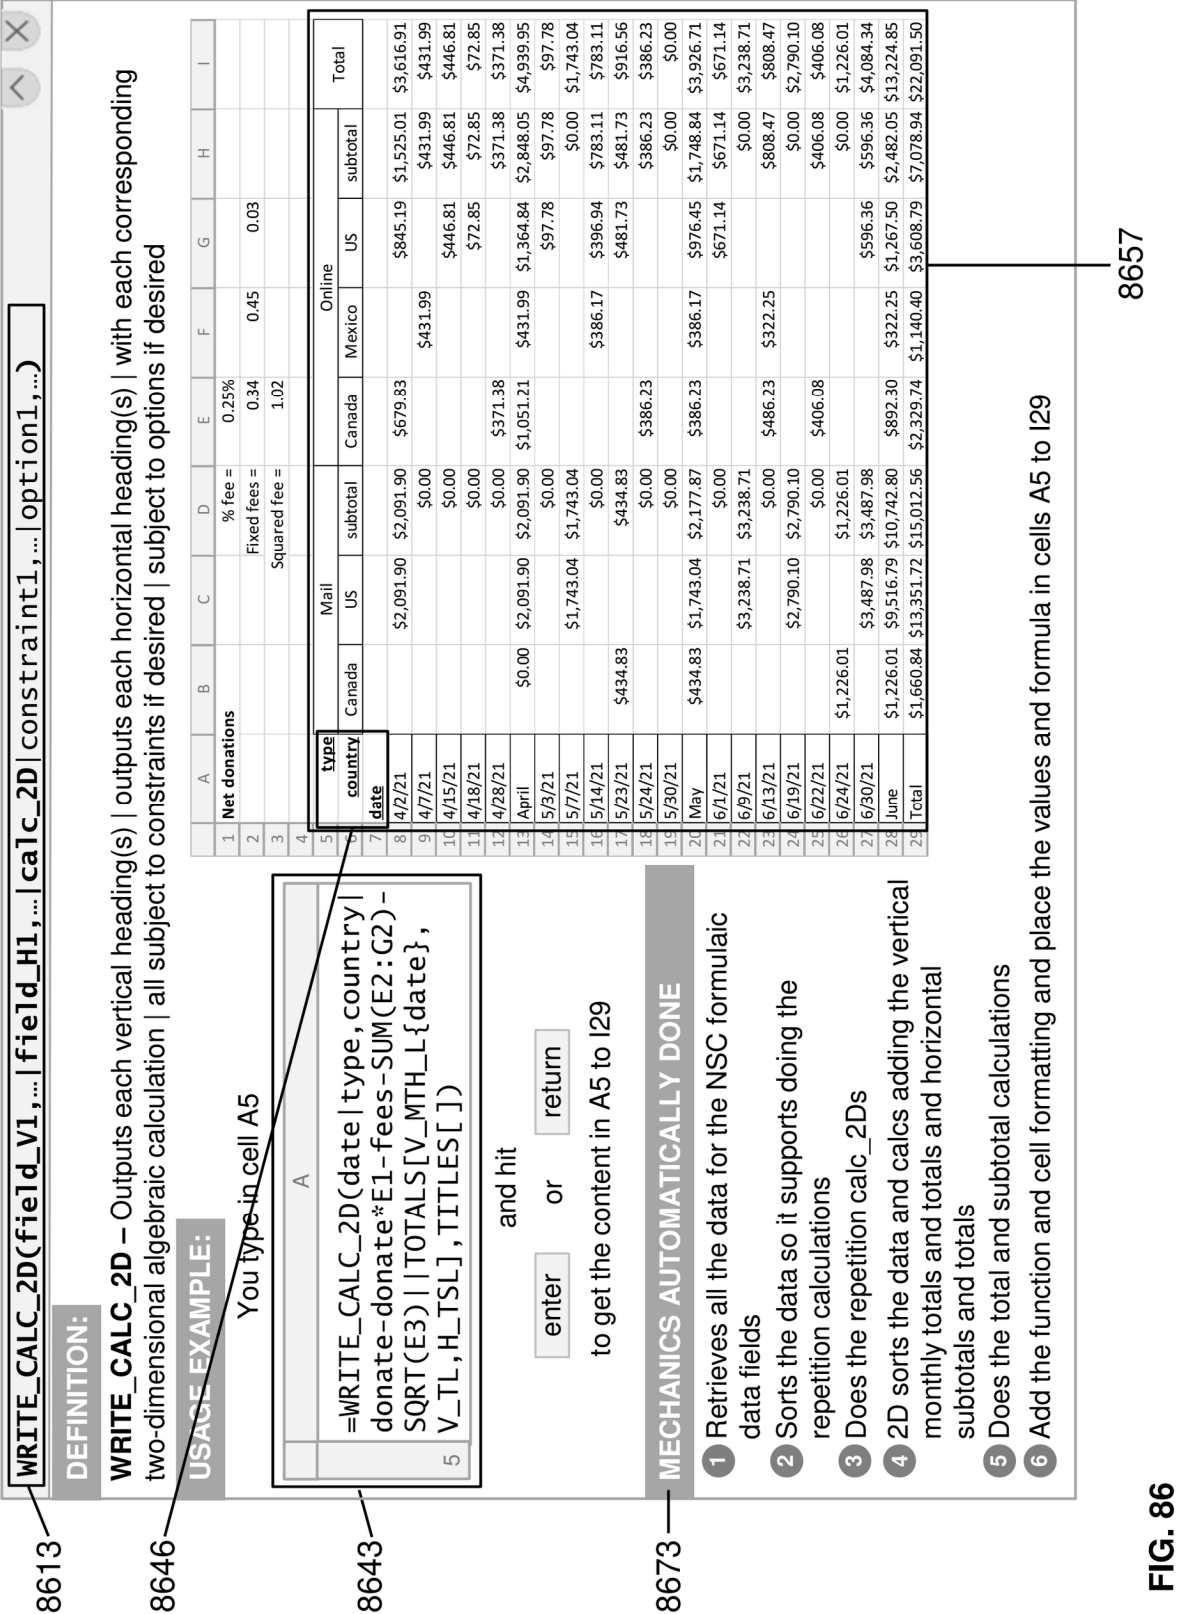 WRITE_CALC_2D(field_V1,…|field_H1,…|calc_2D|constraint1,…|option1,…)
DEFINITION:
WRITE_CALC_2D – Outputs each vertical heading(s) | outputs each horizontal heading(s) | with each corresponding
two-dimensional algebraic calculation | all subject to constraints if desired | subject to options if desired
USAGE EXAMPLE:
You type in cell A5
A
5
=WRITE_CALC_2D(date|type,country|
donate-donate*E1-fees-SUM(E2:G2)-
SQRT(E3)||TOTALS[V_MTH_L{date},
V_TL,H_TSL],TITLES[])
and hit
enter or return
to get the content in A5 to I29
MECHANICS AUTOMATICALLY DONE
1 Retrieves all the data for the NSC formulaic
data fields
2 Sorts the data so it supports doing the
repetition calculations
3 Does the repetition calc_2Ds
4 2D sorts the data and calcs adding the vertical
monthly totals and totals and horizontal
subtotals and totals
5 Does the total and subtotal calculations
6 Add the function and cell formatting and place the values and formula in cells A5 to I29
A B C D E F G H I
1 Net donations % fee = 0.25%
2 Fixed fees = 0.34 0.45 0.03
3 Squared fee = 1.02
4
5 type Mail Online Total
6 country Canada US subtotal Canada Mexico US subtotal
7 date
8 4/2/21 $2,091.90 $2,091.90 $679.83 $845.19 $1,525.01 $3,616.91
9 4/7/21 $0.00 $431.99 $431.99 $431.99
10 4/15/21 $0.00 $446.81 $446.81 $446.81
11 4/18/21 $0.00 $72.85 $72.85 $72.85
12 4/28/21 $0.00 $371.38 $371.38 $371.38
13 April $0.00 $2,091.90 $2,091.90 $1,051.21 $431.99 $1,364.84 $2,848.05 $4,939.95
14 5/3/21 $0.00 $97.78 $97.78 $97.78
15 5/7/21 $1,743.04 $1,743.04 $0.00 $1,743.04
16 5/14/21 $0.00 $386.17 $396.94 $783.11 $783.11
17 5/23/21 $434.83 $434.83 $481.73 $481.73 $916.56
18 5/24/21 $0.00 $386.23 $386.23 $386.23
19 5/30/21 $0.00 $0.00 $0.00
20 May $434.83 $1,743.04 $2,177.87 $386.23 $386.17 $976.45 $1,748.84 $3,926.71
21 6/1/21 $0.00 $671.14 $671.14 $671.14
22 6/9/21 $3,238.71 $3,238.71 $0.00 $3,238.71
23 6/13/21 $0.00 $486.23 $322.25 $808.47 $808.47
24 6/19/21 $2,790.10 $2,790.10 $0.00 $2,790.10
25 6/22/21 $0.00 $406.08 $406.08 $406.08
26 6/24/21 $1,226.01 $1,226.01 $0.00 $1,226.01
27 6/30/21 $3,487.98 $3,487.98 $596.36 $596.36 $4,084.34
28 June $1,226.01 $9,516.79 $10,742.80 $892.30 $322.25 $1,267.50 $2,482.05 $13,224.85
29 Total $1,660.84 $13,351.72 $15,012.56 $2,329.74 $1,140.40 $3,608.79 $7,078.94 $22,091.50
8613
8646
8643
8673
8657
FIG. 86